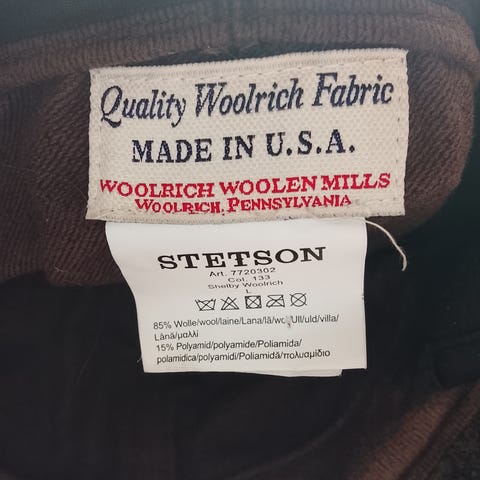 Quality Woolrich Fabric
MADE IN U.S.A.
WOOLRICH WOOLEN MILLS
WOOLRICH, PENNSYLVANIA
STETSON
Art. 7720302
Col. 133
Shelby Woolrich
L
85% Wolle/wool/laine/Lana/lã/wol/Ull/uld/villa/
Lână/μαλλί
15% Polyamid/polyamide/Poliamida/
polamidica/polyamidi/Poliamidă/πολυαμίδιο